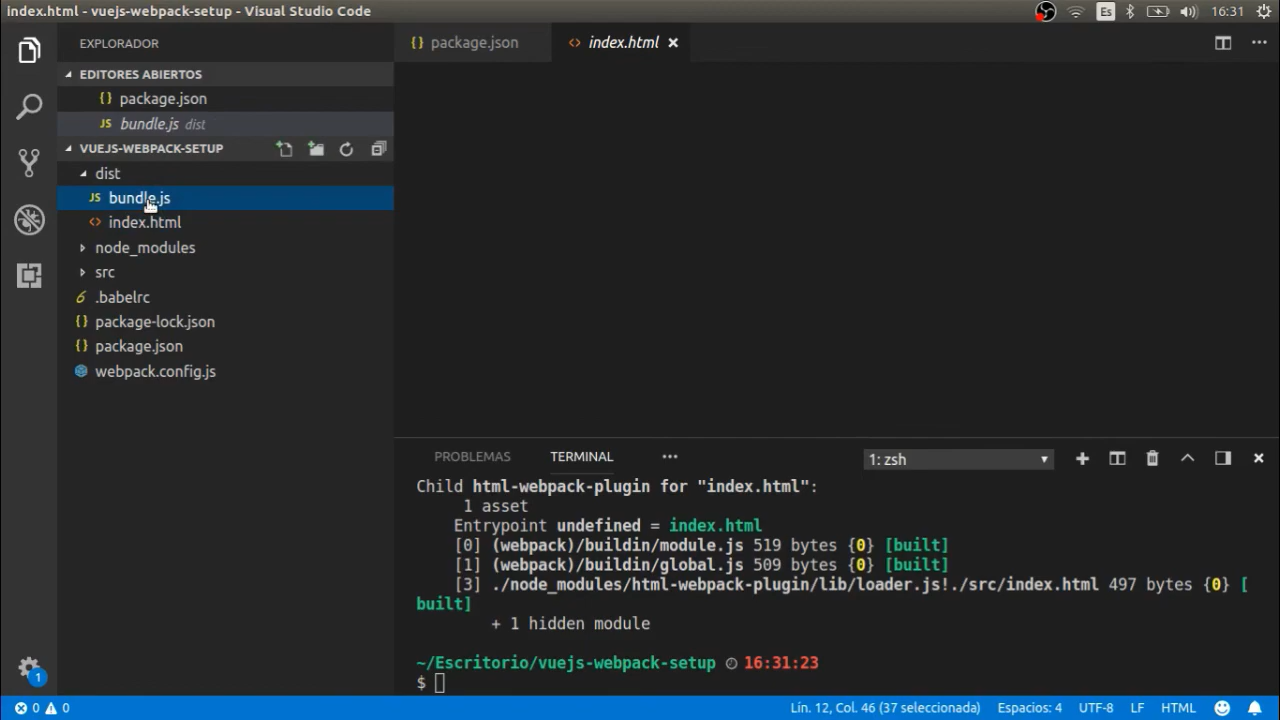 index.html - vuejs-webpack-setup - Visual Studio Code
Es
16:31
EXPLORADOR
EDITORES ABIERTOS
{} package.json
JS bundle.js dist
VUEJS-WEBPACK-SETUP
dist
JS bundle.js
<> index.html
node_modules
src
6 .babelrc
{} package-lock.json
{} package.json
webpack.config.js
1
{} package.json
<> index.html
PROBLEMAS TERMINAL ••• 1: zsh
Child html-webpack-plugin for "index.html":
1 asset
Entrypoint undefined = index.html
[0] (webpack)/buildin/module.js 519 bytes {0} [built]
[1] (webpack)/buildin/global.js 509 bytes {0} [built]
[3] ./node_modules/html-webpack-plugin/lib/loader.js!./src/index.html 497 bytes {0} [
built]
+ 1 hidden module
~/Escritorio/vuejs-webpack-setup 16:31:23
$
0 0 Lín. 12, Col. 46 (37 seleccionada) Espacios: 4 UTF-8 LF HTML